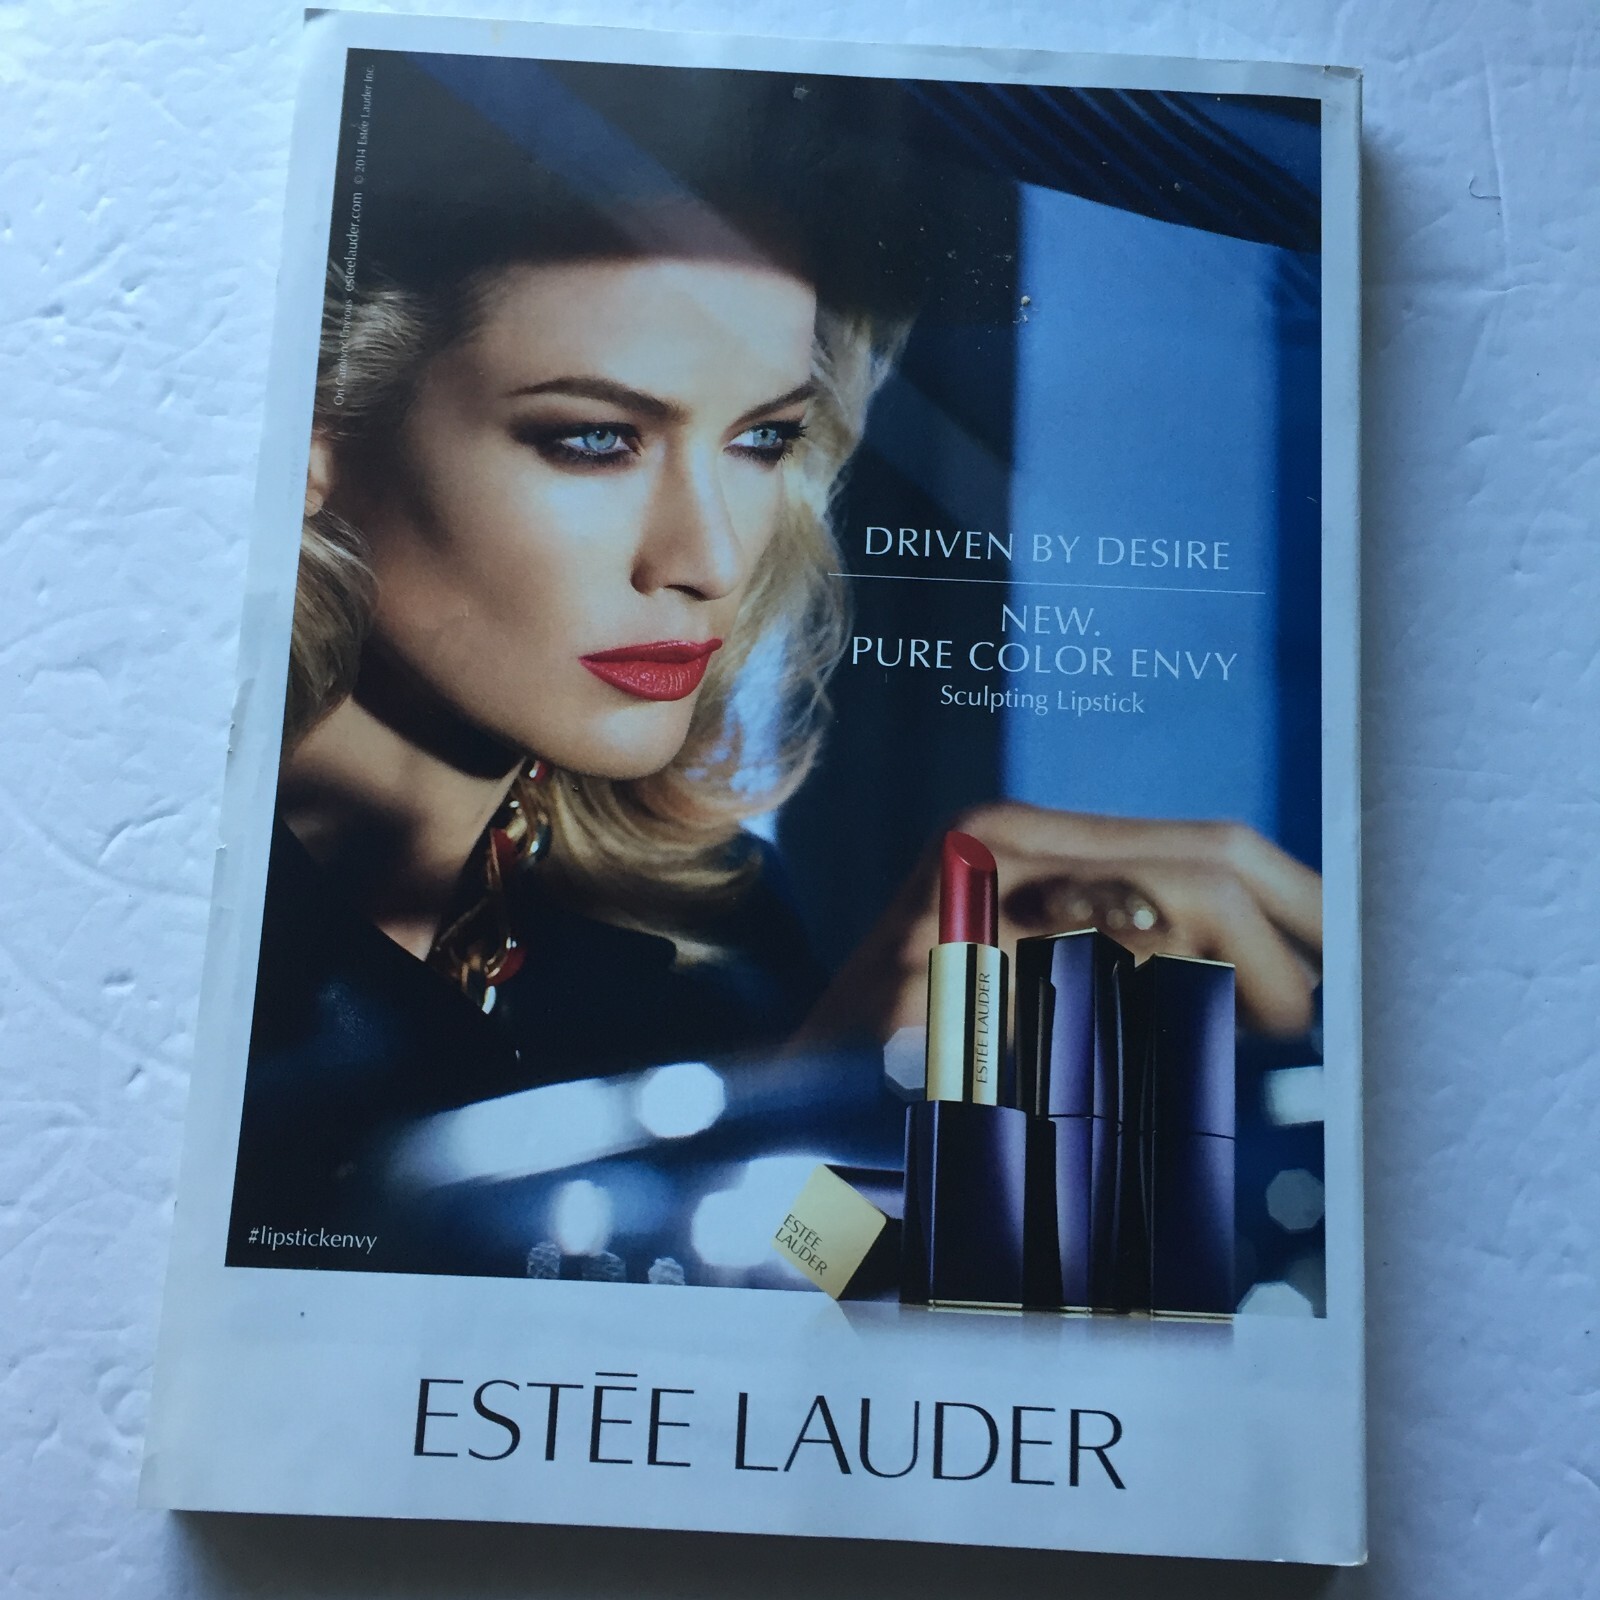 On Carolyn: Envious esteelauder.com © 2014 Estée Lauder Inc.
DRIVEN BY DESIRE
NEW.
PURE COLOR ENVY
Sculpting Lipstick
ESTĒE LAUDER
ESTĒE
LAUDER
#lipstickenvy
ESTĒE LAUDER